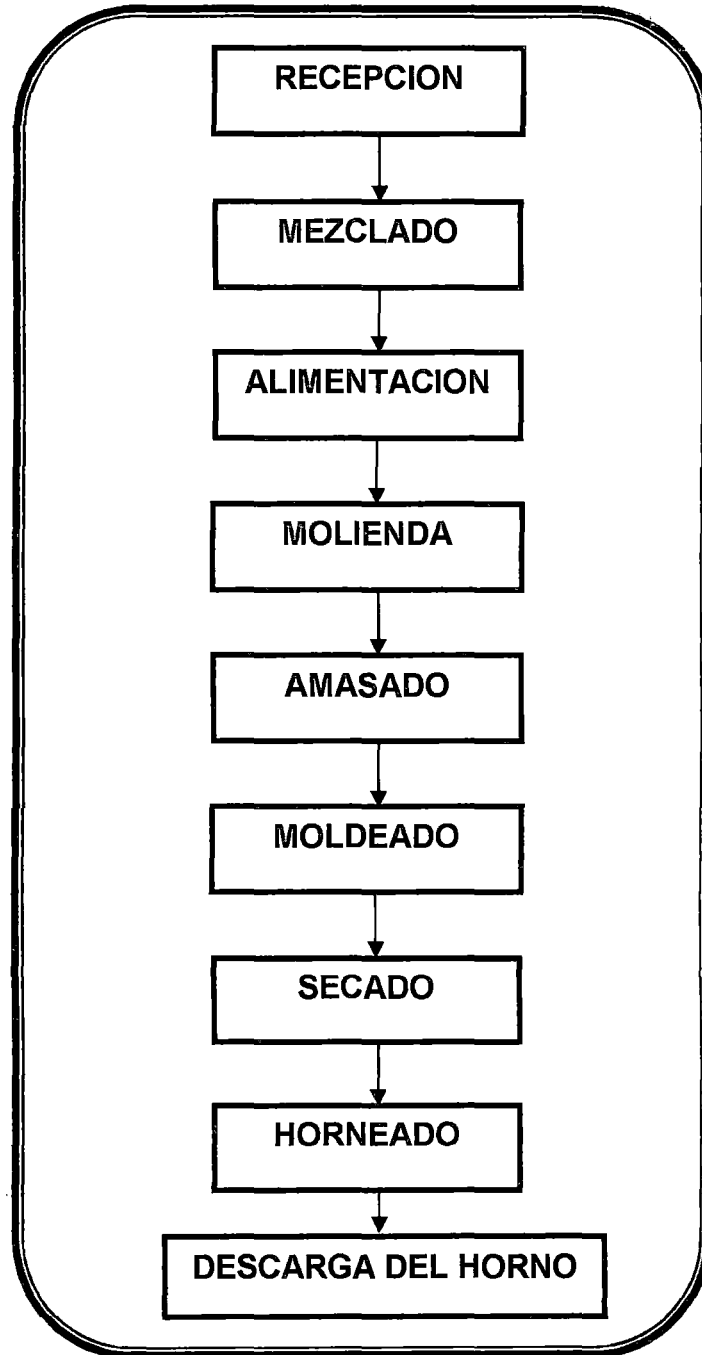 RECEPCION
MEZCLADO
ALIMENTACION
MOLIENDA
AMASADO
MOLDEADO
SECADO
HORNEADO
DESCARGA DEL HORNO